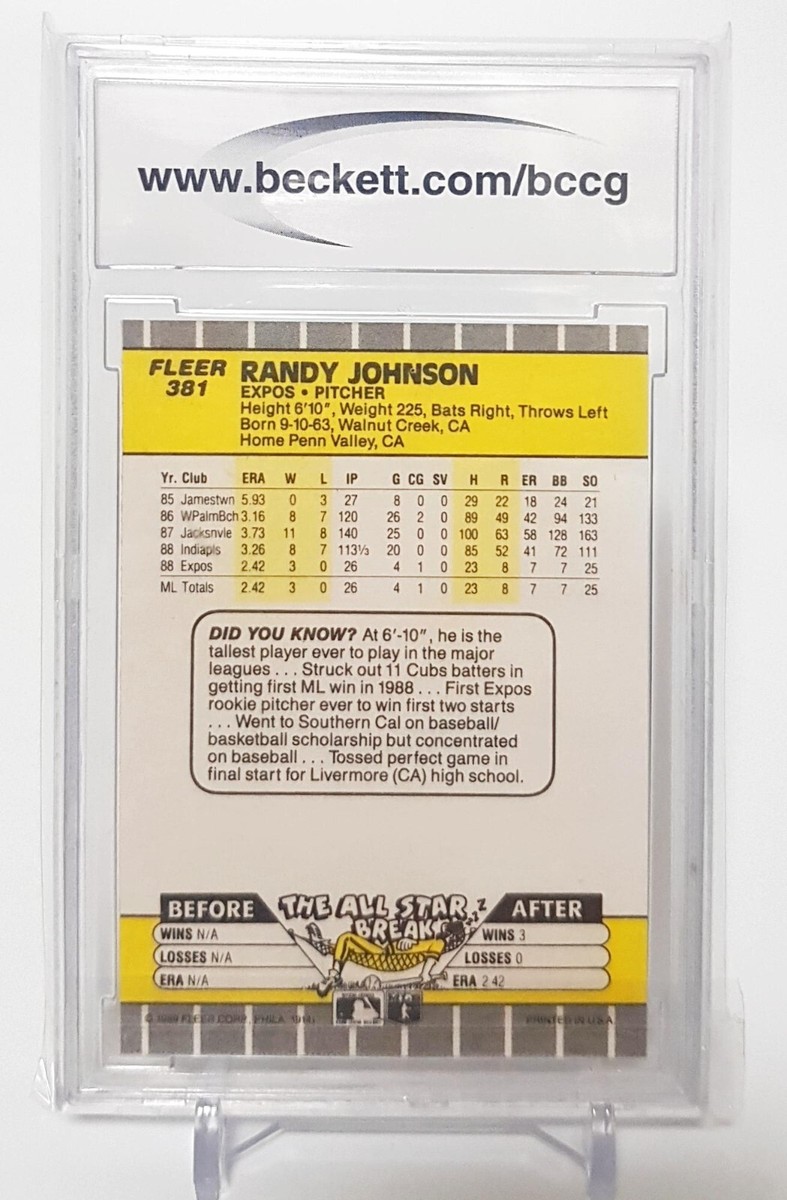 www.beckett.com/bccg
FLEER
381
RANDY JOHNSON
EXPOS • PITCHER
Height 6'10", Weight 225, Bats Right, Throws Left
Born 9-10-63, Walnut Creek, CA
Home Penn Valley, CA
Yr. Club ERA W L IP G CG SV H R ER BB SO
85 Jamestwn 5.93 0 3 27 8 0 0 29 22 18 24 21
86 WPalmBch 3.16 8 7 120 26 2 0 89 49 42 94 133
87 Jacksnvle 3.73 11 8 140 25 0 0 100 63 58 128 163
88 Indiapls 3.26 8 7 113⅓ 20 0 0 85 52 41 72 111
88 Expos 2.42 3 0 26 4 1 0 23 8 7 7 25
ML Totals 2.42 3 0 26 4 1 0 23 8 7 7 25
DID YOU KNOW? At 6'-10", he is the
tallest player ever to play in the major
leagues . . . Struck out 11 Cubs batters in
getting first ML win in 1988 . . . First Expos
rookie pitcher ever to win first two starts
. . . Went to Southern Cal on baseball/
basketball scholarship but concentrated
on baseball . . . Tossed perfect game in
final start for Livermore (CA) high school.
BEFORE THE ALL STAR BREAK ZZZ AFTER
WINS N/A WINS 3
LOSSES N/A LOSSES 0
ERA N/A ERA 2.42
© 1989 FLEER CORP., PHILA. 19141 PRINTED IN U.S.A.